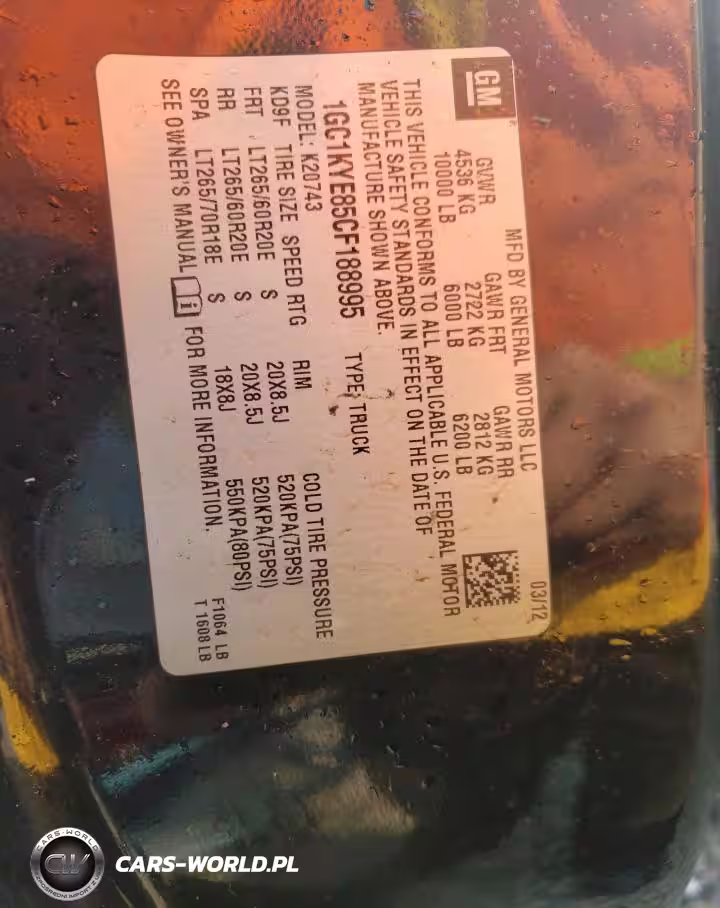 MFD BY GENERAL MOTORS LLC 03/12
GM
GVWR GAWR FRT GAWR RR
4536 KG 2722 KG 2812 KG
10000 LB 6000 LB 6200 LB
THIS VEHICLE CONFORMS TO ALL APPLICABLE U.S. FEDERAL MOTOR
VEHICLE SAFETY STANDARDS IN EFFECT ON THE DATE OF
MANUFACTURE SHOWN ABOVE.
1GC1KYE85CF188995 TYPE: TRUCK
MODEL: K20743
KD9F TIRE SIZE SPEED RTG RIM COLD TIRE PRESSURE
FRT LT265/60R20E S 20X8.5J 520KPA(75PSI)
RR LT265/60R20E S 20X8.5J 520KPA(75PSI)
SPA LT265/70R18E S 18X8J 550KPA(80PSI)
SEE OWNER'S MANUAL i FOR MORE INFORMATION.
F1064 LB
T 1608 LB
CARS-WORLD
CW
CARS-WORLD.PL